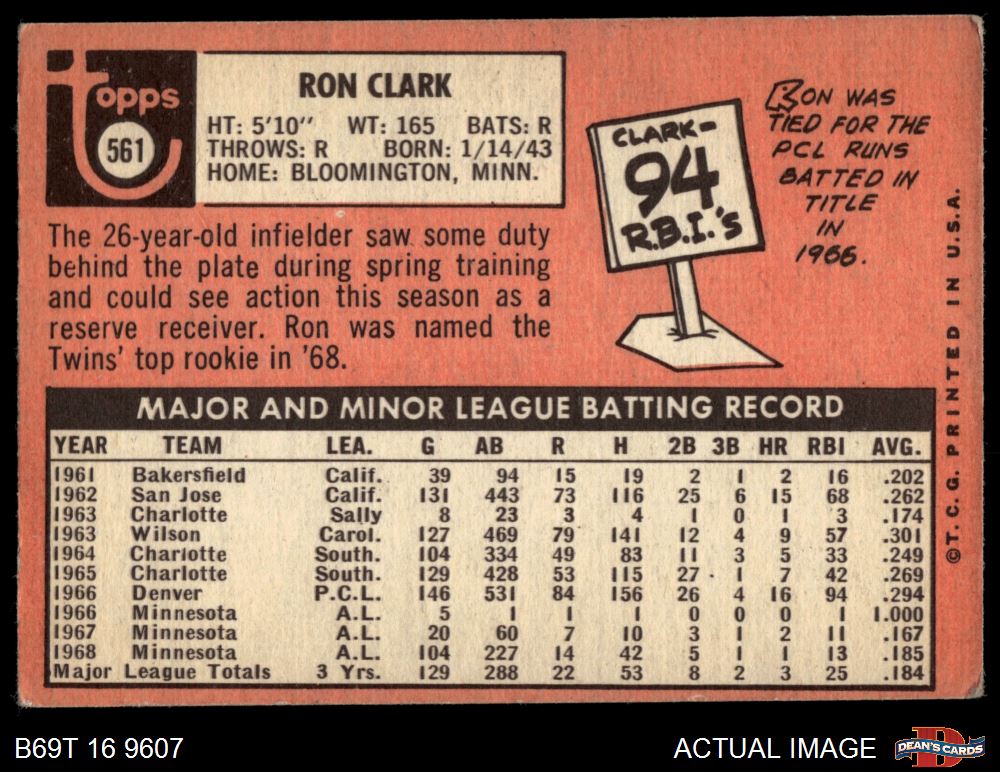 topps
561
RON CLARK
HT: 5'10" WT: 165 BATS: R
THROWS: R BORN: 1/14/43
HOME: BLOOMINGTON, MINN.
The 26-year-old infielder saw some duty
behind the plate during spring training
and could see action this season as a
reserve receiver. Ron was named the
Twins' top rookie in '68.
CLARK-
94
R.B.I.'S
RON WAS
TIED FOR THE
PCL RUNS
BATTED IN
TITLE
IN
1966.
MAJOR AND MINOR LEAGUE BATTING RECORD
YEAR TEAM LEA. G AB R H 2B 3B HR RBI AVG.
1961 Bakersfield Calif. 39 94 15 19 2 1 2 16 .202
1962 San Jose Calif. 131 443 73 116 25 6 15 68 .262
1963 Charlotte Sally 8 23 3 4 1 0 1 3 .174
1963 Wilson Carol. 127 469 79 141 12 4 9 57 .301
1964 Charlotte South. 104 334 49 83 11 3 5 33 .249
1965 Charlotte South. 129 428 53 115 27 1 7 42 .269
1966 Denver P.C.L. 146 531 84 156 26 4 16 94 .294
1966 Minnesota A.L. 5 1 1 1 0 0 0 1 1.000
1967 Minnesota A.L. 20 60 7 10 3 1 2 11 .167
1968 Minnesota A.L. 104 227 14 42 5 1 1 13 .185
Major League Totals 3 Yrs. 129 288 22 53 8 2 3 25 .184
©T. C. G. PRINTED IN U.S.A.
B69T 16 9607
ACTUAL IMAGE
D
DEAN'S CARDS